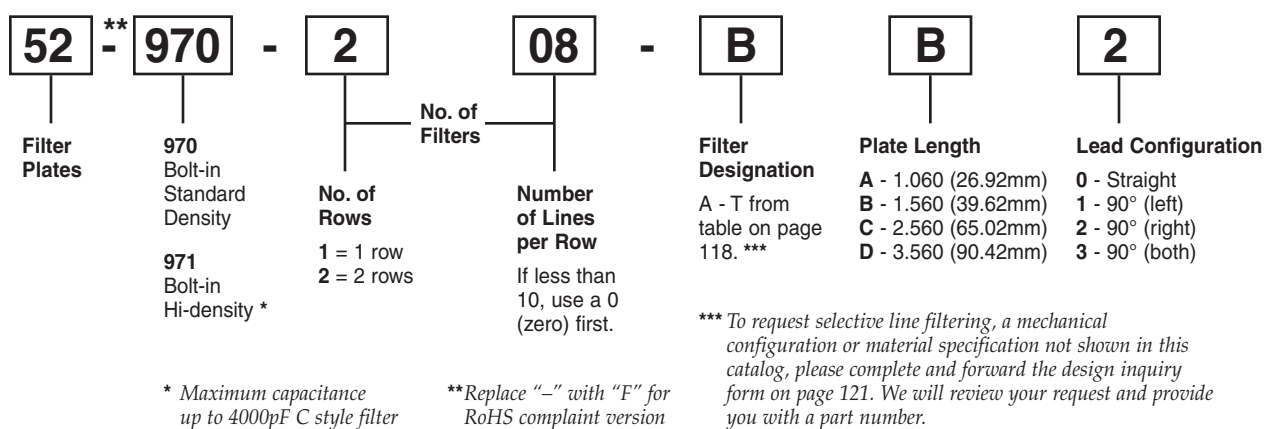 52 -** 970 - 2 08 - B B 2
Filter
Plates
970
Bolt-in
Standard
Density
971
Bolt-in
Hi-density *
No. of
Filters
No. of
Rows
1 = 1 row
2 = 2 rows
Number
of Lines
per Row
If less than
10, use a 0
(zero) first.
Filter
Designation
A - T from
table on page
118. ***
Plate Length
A - 1.060 (26.92mm)
B - 1.560 (39.62mm)
C - 2.560 (65.02mm)
D - 3.560 (90.42mm)
Lead Configuration
0 - Straight
1 - 90° (left)
2 - 90° (right)
3 - 90° (both)
* Maximum capacitance
up to 4000pF C style filter
**Replace “–” with “F” for
RoHS complaint version
*** To request selective line filtering, a mechanical
configuration or material specification not shown in this
catalog, please complete and forward the design inquiry
form on page 121. We will review your request and provide
you with a part number.